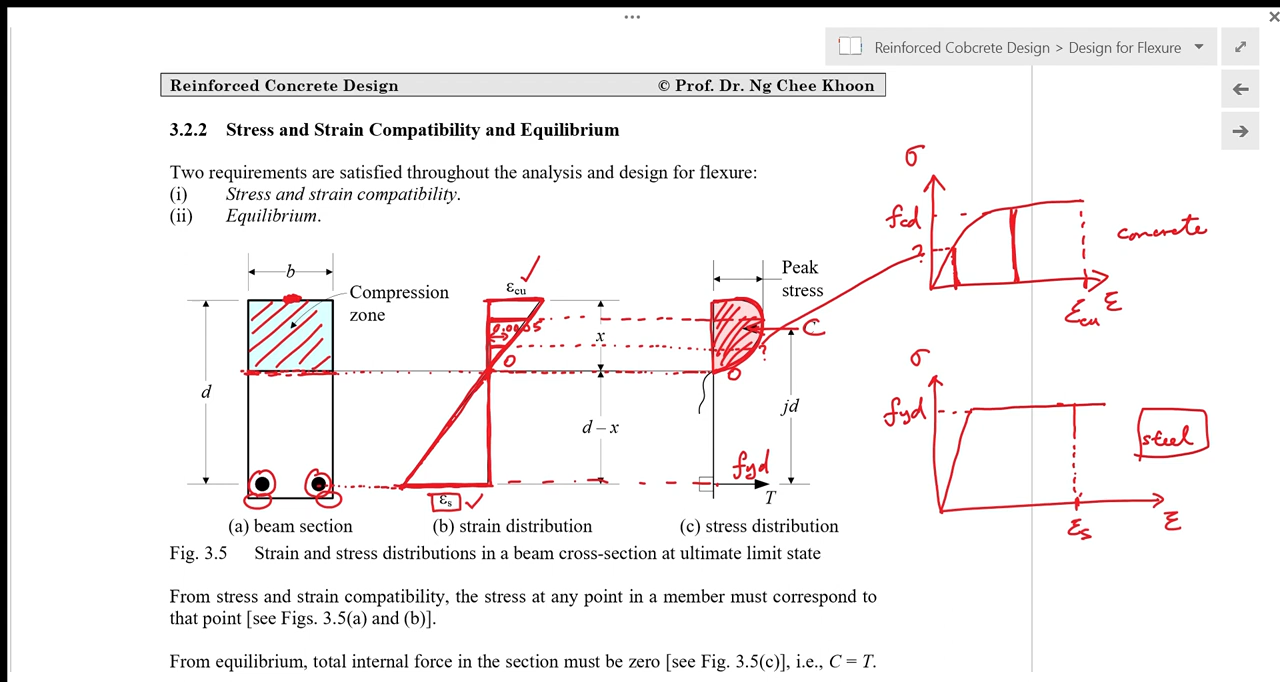 Reinforced Cobcrete Design > Design for Flexure
Reinforced Concrete Design © Prof. Dr. Ng Chee Khoon
3.2.2 Stress and Strain Compatibility and Equilibrium
Two requirements are satisfied throughout the analysis and design for flexure:
(i) Stress and strain compatibility.
(ii) Equilibrium.
b
Compression
zone
d
εcu
0.0005
0
x
d – x
εs
Peak
stress
C
?
0
jd
fyd
T
σ
fcd
?
concrete
εcu
ε
σ
fyd
steel
εs
ε
(a) beam section (b) strain distribution (c) stress distribution
Fig. 3.5 Strain and stress distributions in a beam cross-section at ultimate limit state
From stress and strain compatibility, the stress at any point in a member must correspond to
that point [see Figs. 3.5(a) and (b)].
From equilibrium, total internal force in the section must be zero [see Fig. 3.5(c)], i.e., C = T.